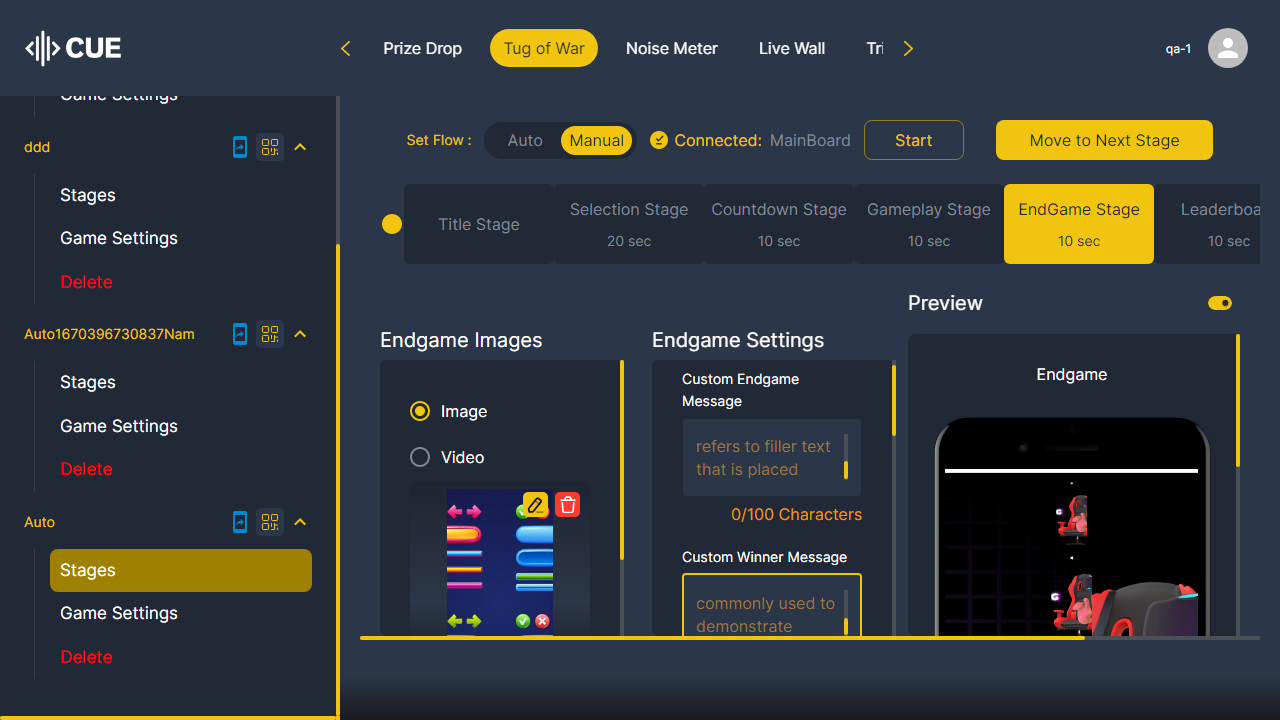 CUE
Prize Drop
Tug of War
Noise Meter
Live Wall
qa-1
Game Settings
ddd
Stages
Game Settings
Delete
Auto1670396730837Nam
Stages
Game Settings
Delete
Auto
Stages
Game Settings
Delete
Set Flow :
Auto
Manual
Connected: MainBoard
Start
Move to Next Stage
Title Stage
Selection Stage
20 sec
Countdown Stage
10 sec
Gameplay Stage
10 sec
EndGame Stage
10 sec
Leaderboa
10 sec
Endgame Images
Image
Video
Endgame Settings
Custom Endgame
Message
refers to filler text
that is placed
0/100 Characters
Custom Winner Message
commonly used to
demonstrate
Preview
Endgame